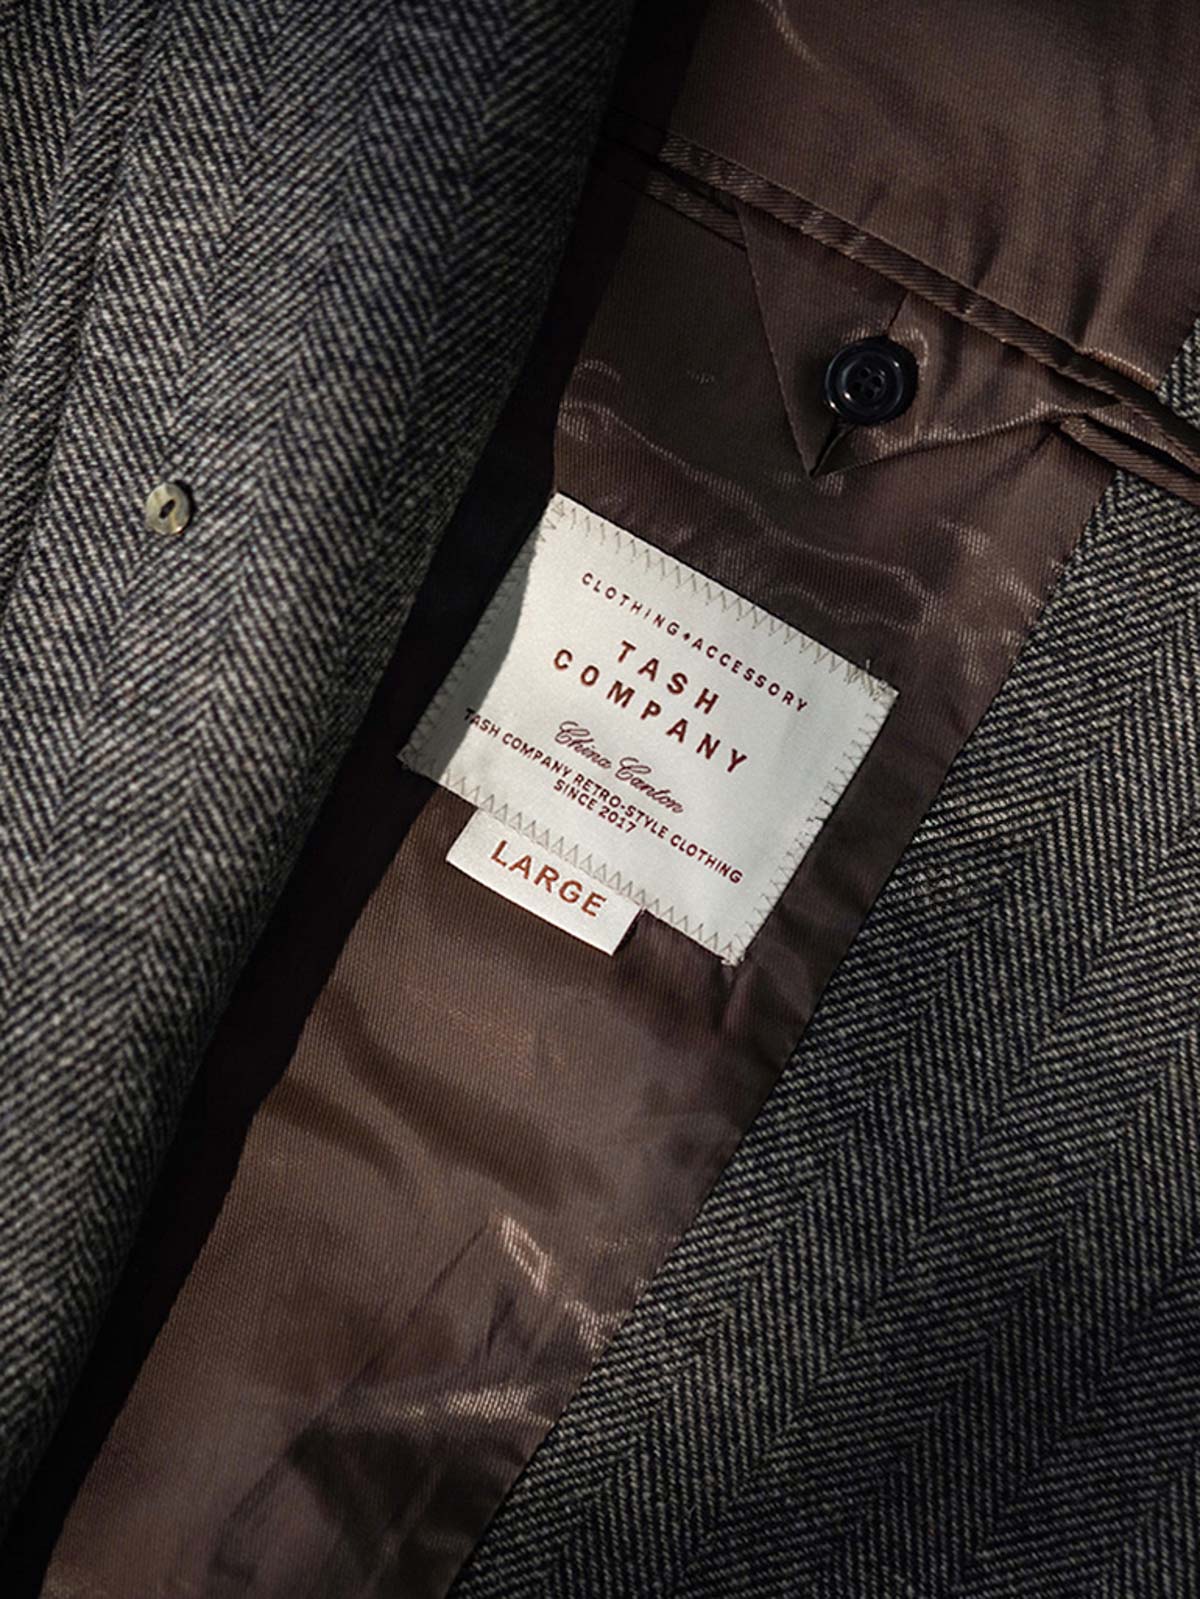 CLOTHING+ACCESSORY
TASH
COMPANY
China Canton
TASH COMPANY RETRO-STYLE CLOTHING
SINCE 2017
LARGE